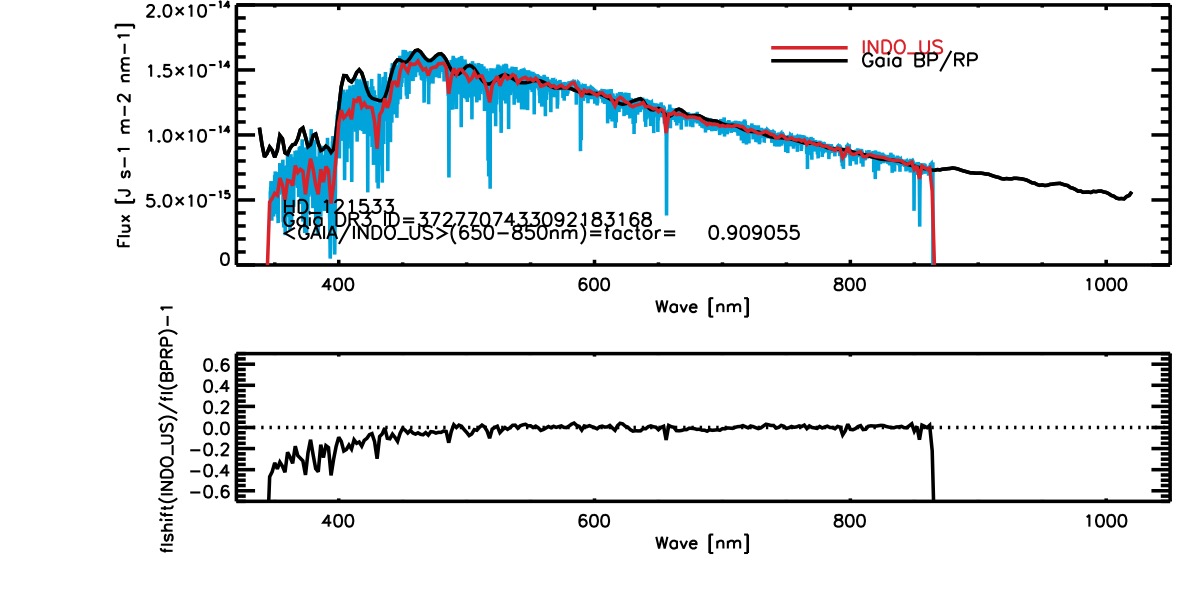 2.0×10−14
1.5×10−14
1.0×10−14
5.0×10−15
0
Flux [J s−1 m−2 nm−1]
INDO_US
Gaia BP/RP
HD_121533
Gaia DR3 ID=3727707433092183168
<GAIA/INDO_US>(650−850nm)=factor= 0.909055
400 600 800 1000
Wave [nm]
0.6
0.4
0.2
0.0
−0.2
−0.4
−0.6
flshift(INDO_US)/fl(BPRP)−1
400 600 800 1000
Wave [nm]